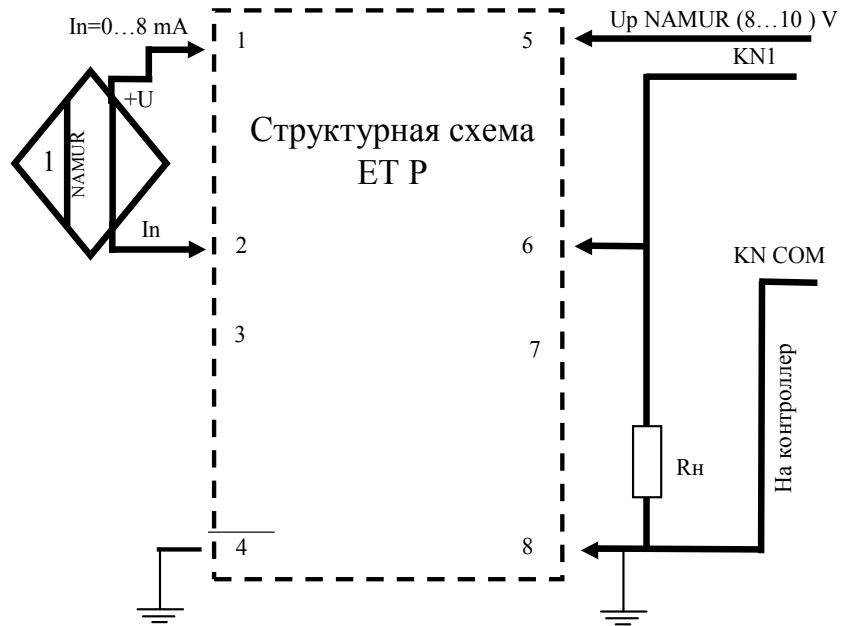 In=0…8 mA
1
5
Up NAMUR (8…10 ) V
KN1
+U
Структурная схема
ET P
1
NAMUR
In
2
6
KN COM
3
7
На контроллер
Rн
4
8